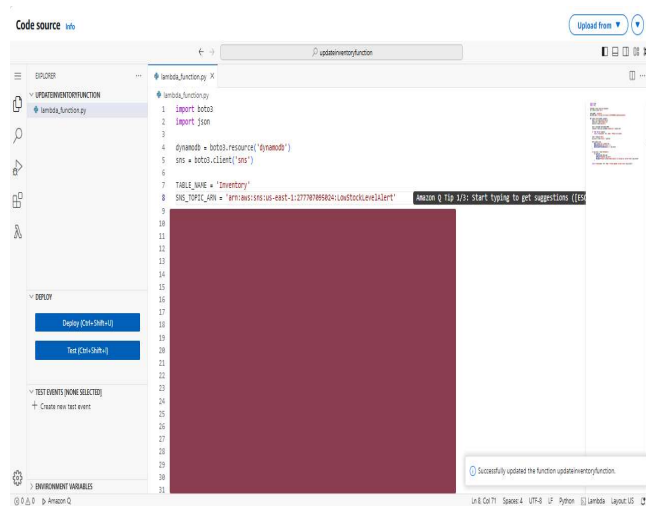 Code source Info
Upload from ▼
updateinventoryfunction
EXPLORER
lambda_function.py ×
UPDATEINVENTORYFUNCTION
lambda_function.py
lambda_function.py
1 import boto3
2 import json
3
4 dynamodb = boto3.resource('dynamodb')
5 sns = boto3.client('sns')
6
7 TABLE_NAME = 'Inventory'
8 SNS_TOPIC_ARN = 'arn:aws:sns:us-east-1:277707095024:LowStockLevelAlert'
Amazon Q Tip 1/3: Start typing to get suggestions ([ESC
9
10
11
12
13
14
15
16
17
18
19
20
21
22
23
24
25
26
27
28
29
30
31
DEPLOY
Deploy (Ctrl+Shift+U)
Test (Ctrl+Shift+I)
TEST EVENTS [NONE SELECTED]
+ Create new test event
ENVIRONMENT VARIABLES
Successfully updated the function updateinventoryfunction.
0 0 Amazon Q
Ln 8, Col 71 Spaces: 4 UTF-8 LF Python Lambda Layout: US